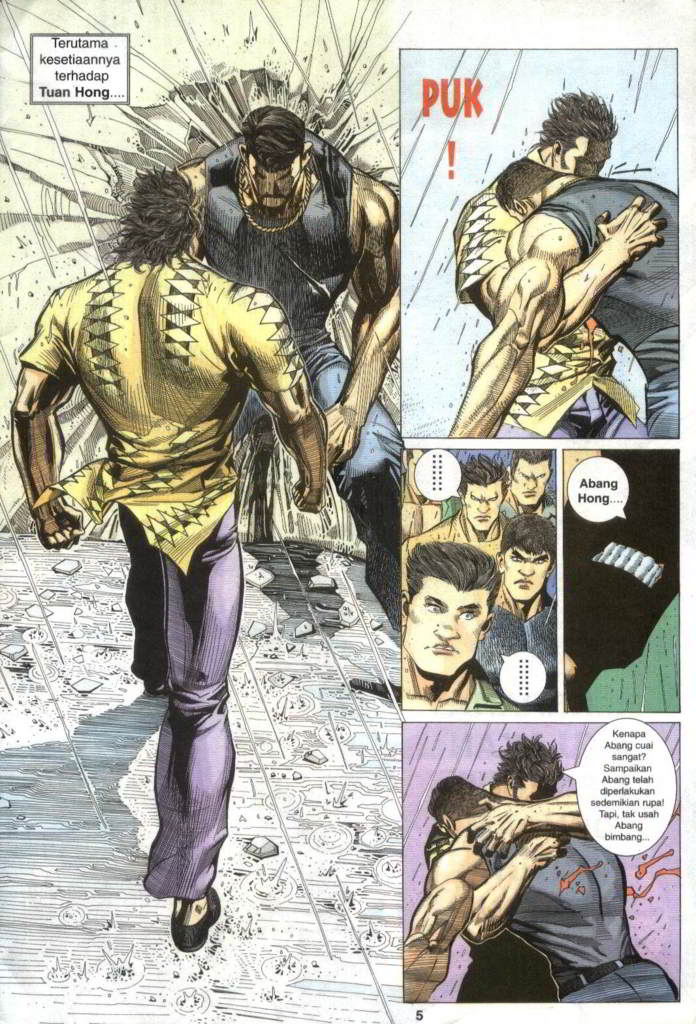 Terutama
kesetiaannya
terhadap
Tuan Hong....
PUK
!
Abang
Hong....
Kenapa
Abang cuai
sangat?
Sampaikan
Abang telah
diperlakukan
sedemikian rupa!
Tapi, tak usah
Abang
bimbang...
5